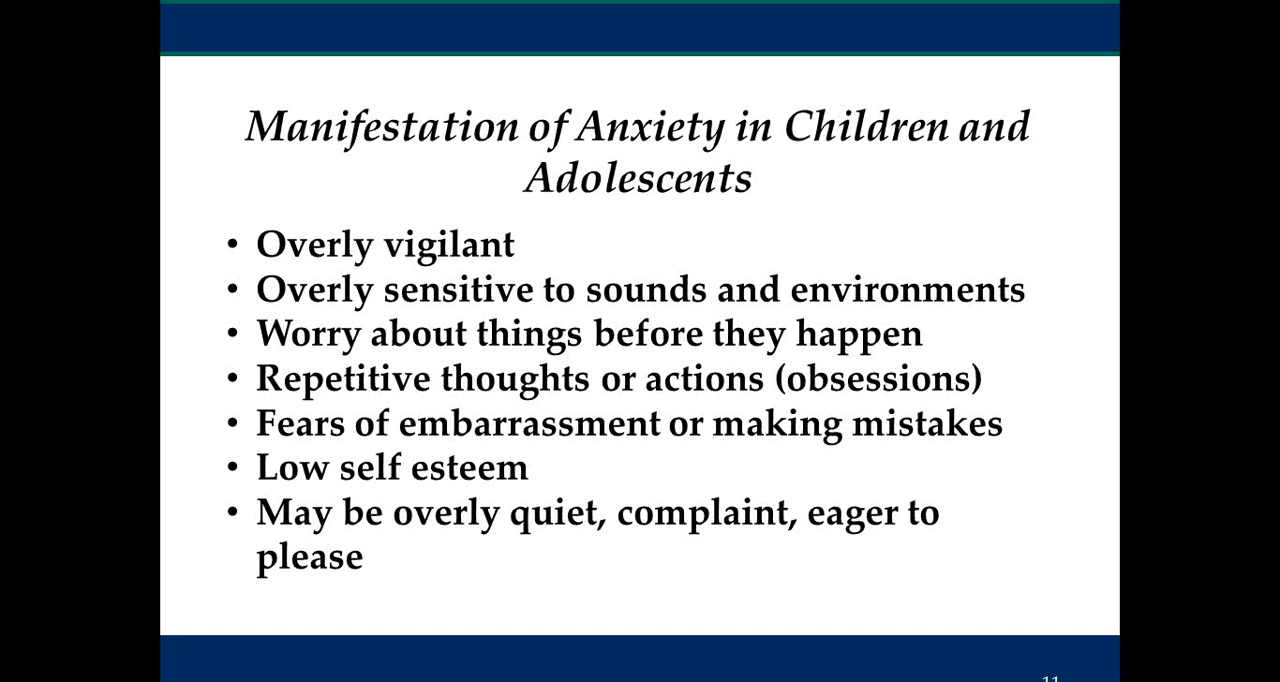 Manifestation of Anxiety in Children and
Adolescents
• Overly vigilant
• Overly sensitive to sounds and environments
• Worry about things before they happen
• Repetitive thoughts or actions (obsessions)
• Fears of embarrassment or making mistakes
• Low self esteem
• May be overly quiet, complaint, eager to
please
11